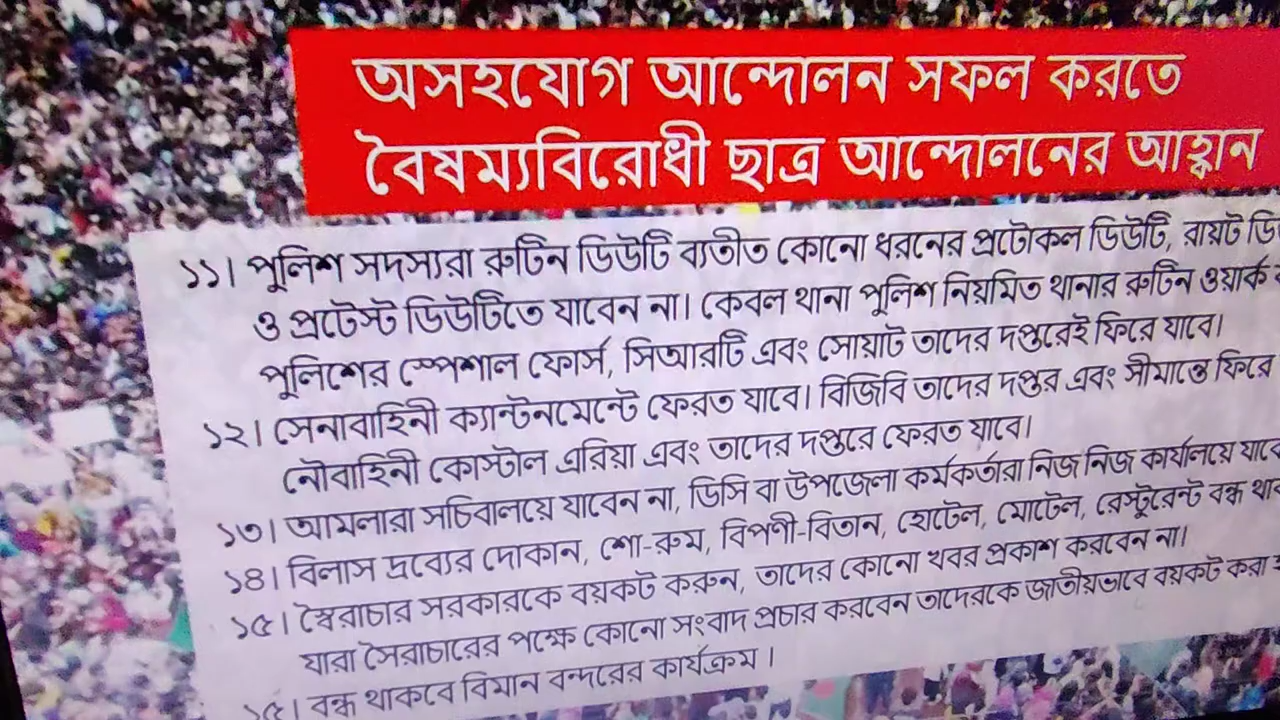 অসহযোগ আন্দোলন সফল করতে
বৈষম্যবিরোধী ছাত্র আন্দোলনের আহ্বান
১১। পুলিশ সদস্যরা রুটিন ডিউটি ব্যতীত কোনো ধরনের প্রটোকল ডিউটি, রায়ট
ও প্রটেস্ট ডিউটিতে যাবেন না। কেবল থানা পুলিশ নিয়মিত থানার রুটিন ওয়ার্ক
পুলিশের স্পেশাল ফোর্স, সিআরটি এবং সোয়াট তাদের দপ্তরেই ফিরে যাবে।
১২। সেনাবাহিনী ক্যান্টনমেন্টে ফেরত যাবে। বিজিবি তাদের দপ্তর এবং সীমান্তে ফিরে
নৌবাহিনী কোস্টাল এরিয়া এবং তাদের দপ্তরে ফেরত যাবে।
১৩। আমলারা সচিবালয়ে যাবেন না, ডিসি বা উপজেলা কর্মকর্তারা নিজ নিজ কার্যালয়ে
১৪। বিলাস দ্রব্যের দোকান, শো-রুম, বিপণী-বিতান, হোটেল, মোটেল, রেস্টুরেন্ট বন্ধ
১৫। স্বৈরাচার সরকারকে বয়কট করুন, তাদের কোনো খবর প্রকাশ করবেন না।
যারা সৈরাচারের পক্ষে কোনো সংবাদ প্রচার করবেন তাদেরকে জাতীয়ভাবে বয়কট করা
১৫। বন্ধ থাকবে বিমান বন্দরের কার্যক্রম।